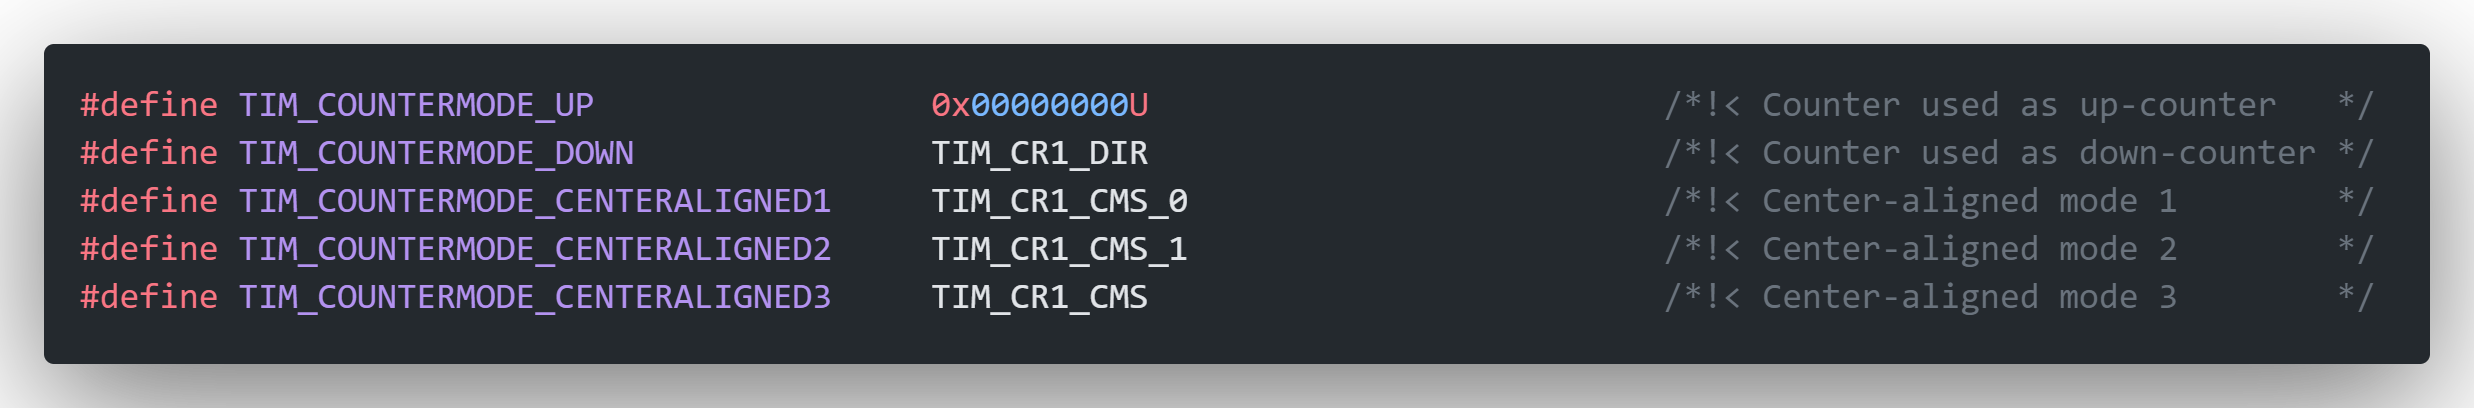 #define TIM_COUNTERMODE_UP                 0x00000000U                          /*!< Counter used as up-counter   */
#define TIM_COUNTERMODE_DOWN               TIM_CR1_DIR                          /*!< Counter used as down-counter */
#define TIM_COUNTERMODE_CENTERALIGNED1     TIM_CR1_CMS_0                        /*!< Center-aligned mode 1        */
#define TIM_COUNTERMODE_CENTERALIGNED2     TIM_CR1_CMS_1                        /*!< Center-aligned mode 2        */
#define TIM_COUNTERMODE_CENTERALIGNED3     TIM_CR1_CMS                          /*!< Center-aligned mode 3        */